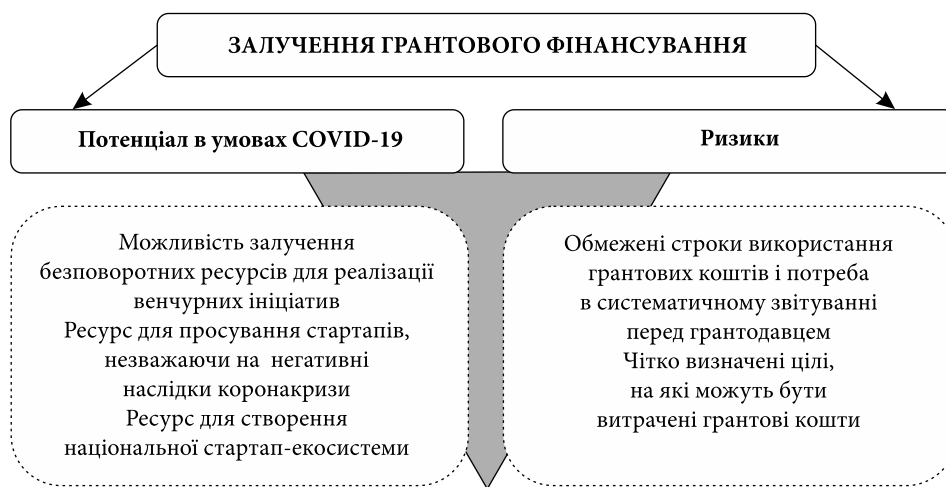 ЗАЛУЧЕННЯ ГРАНТОВОГО ФІНАНСУВАННЯ
Потенціал в умовах COVID-19
Ризики
Можливість залучення
безповоротних ресурсів для реалізації
венчурних ініціатив
Ресурс для просування стартапів,
незважаючи на негативні
наслідки коронакризи
Ресурс для створення
національної стартап-екосистеми
Обмежені строки використання
грантових коштів і потреба
в систематичному звітуванні
перед грантодавцем
Чітко визначені цілі,
на які можуть бути
витрачені грантові кошти